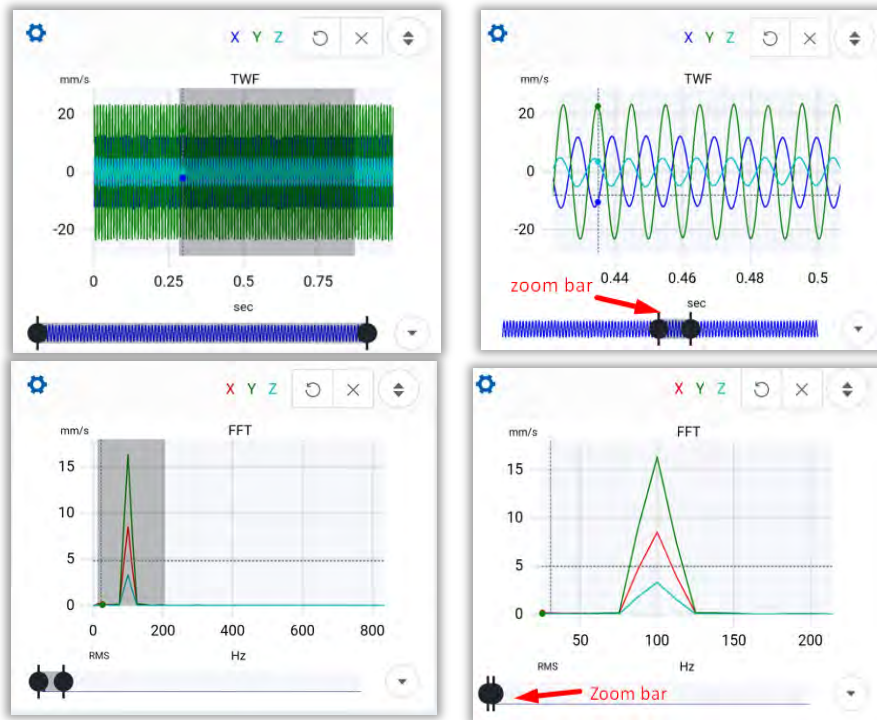 X Y Z
TWF
mm/s
20
0
-20
0 0.25 0.5 0.75
sec
X Y Z
TWF
mm/s
20
0
-20
0.44 0.46 0.48 0.5
zoom bar
sec
X Y Z
FFT
mm/s
15
10
5
0
0 200 400 600 800
RMS Hz
X Y Z
FFT
mm/s
15
10
5
0
50 100 150 200
RMS Hz
Zoom bar